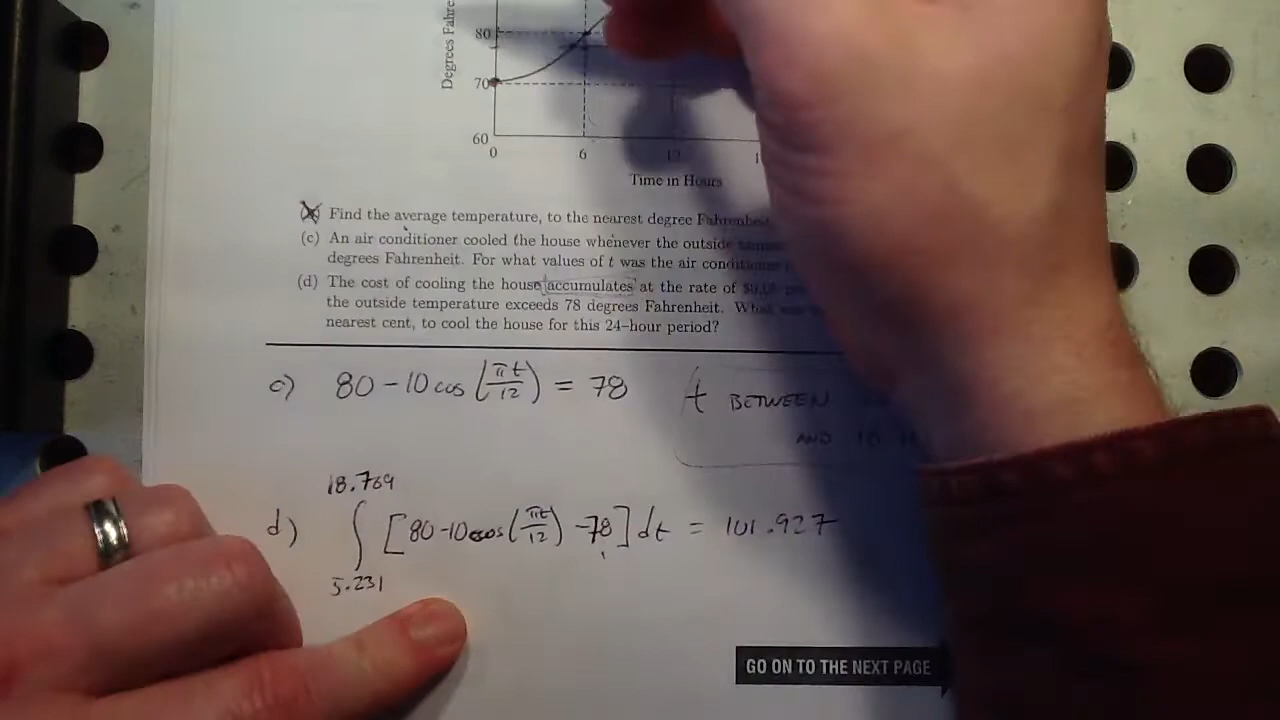 Degrees Fahre
80
70
60
0 6 12 1
Time in Hours
Find the average temperature, to the nearest degree Fahrenheit,
(c) An air conditioner cooled the house whenever the outside
degrees Fahrenheit. For what values of t was the air conditioner
(d) The cost of cooling the house accumulates at the rate of
the outside temperature exceeds 78 degrees Fahrenheit. What was
nearest cent, to cool the house for this 24–hour period?
c) 80 - 10 cos (πt/12) = 78
t BETWEEN
AND
18.769
d) ∫ [80-10cos(πt/12) -78] dt = 101.927
5.231
GO ON TO THE NEXT PAGE